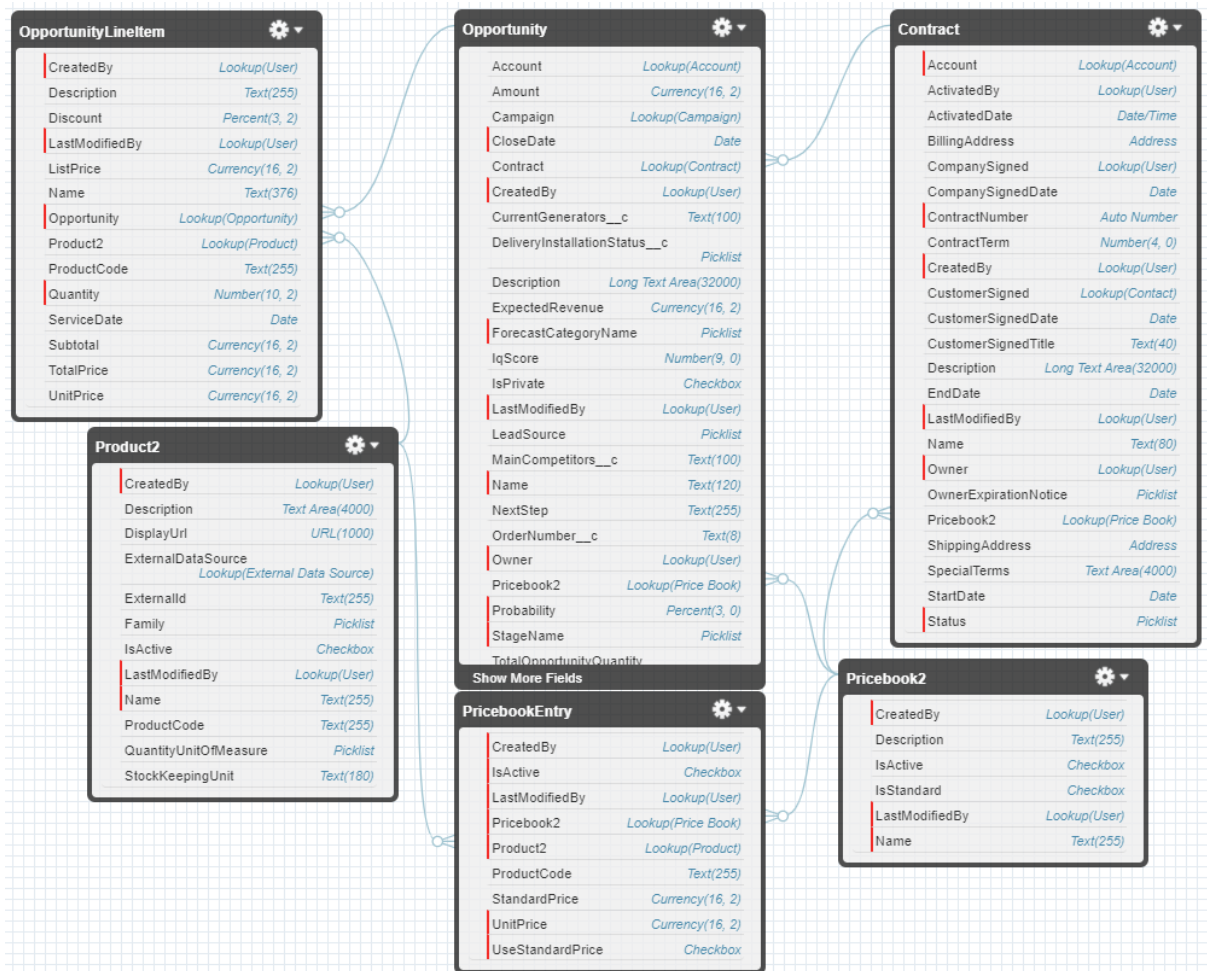 OpportunityLineItem
CreatedBy Lookup(User)
Description Text(255)
Discount Percent(3, 2)
LastModifiedBy Lookup(User)
ListPrice Currency(16, 2)
Name Text(376)
Opportunity Lookup(Opportunity)
Product2 Lookup(Product)
ProductCode Text(255)
Quantity Number(10, 2)
ServiceDate Date
Subtotal Currency(16, 2)
TotalPrice Currency(16, 2)
UnitPrice Currency(16, 2)
Product2
CreatedBy Lookup(User)
Description Text Area(4000)
DisplayUrl URL(1000)
ExternalDataSource
Lookup(External Data Source)
ExternalId Text(255)
Family Picklist
IsActive Checkbox
LastModifiedBy Lookup(User)
Name Text(255)
ProductCode Text(255)
QuantityUnitOfMeasure Picklist
StockKeepingUnit Text(180)
Opportunity
Account Lookup(Account)
Amount Currency(16, 2)
Campaign Lookup(Campaign)
CloseDate Date
Contract Lookup(Contract)
CreatedBy Lookup(User)
CurrentGenerators__c Text(100)
DeliveryInstallationStatus__c
Picklist
Description Long Text Area(32000)
ExpectedRevenue Currency(16, 2)
ForecastCategoryName Picklist
IqScore Number(9, 0)
IsPrivate Checkbox
LastModifiedBy Lookup(User)
LeadSource Picklist
MainCompetitors__c Text(100)
Name Text(120)
NextStep Text(255)
OrderNumber__c Text(8)
Owner Lookup(User)
Pricebook2 Lookup(Price Book)
Probability Percent(3, 0)
StageName Picklist
TotalOpportunityQuantity
Show More Fields
PricebookEntry
CreatedBy Lookup(User)
IsActive Checkbox
LastModifiedBy Lookup(User)
Pricebook2 Lookup(Price Book)
Product2 Lookup(Product)
ProductCode Text(255)
StandardPrice Currency(16, 2)
UnitPrice Currency(16, 2)
UseStandardPrice Checkbox
Contract
Account Lookup(Account)
ActivatedBy Lookup(User)
ActivatedDate Date/Time
BillingAddress Address
CompanySigned Lookup(User)
CompanySignedDate Date
ContractNumber Auto Number
ContractTerm Number(4, 0)
CreatedBy Lookup(User)
CustomerSigned Lookup(Contact)
CustomerSignedDate Date
CustomerSignedTitle Text(40)
Description Long Text Area(32000)
EndDate Date
LastModifiedBy Lookup(User)
Name Text(80)
Owner Lookup(User)
OwnerExpirationNotice Picklist
Pricebook2 Lookup(Price Book)
ShippingAddress Address
SpecialTerms Text Area(4000)
StartDate Date
Status Picklist
Pricebook2
CreatedBy Lookup(User)
Description Text(255)
IsActive Checkbox
IsStandard Checkbox
LastModifiedBy Lookup(User)
Name Text(255)